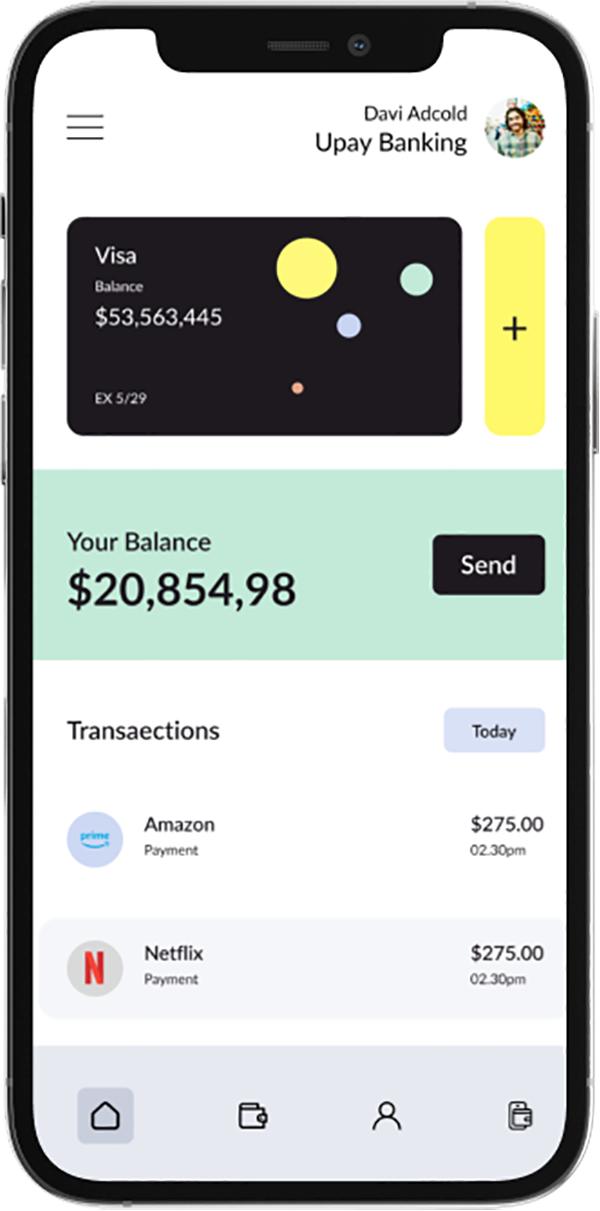 Davi Adcold
Upay Banking
Visa
Balance
$53,563,445
EX 5/29
+
Your Balance
$20,854,98
Send
Transaections
Today
prime
Amazon
Payment
$275.00
02.30pm
N
Netflix
Payment
$275.00
02.30pm